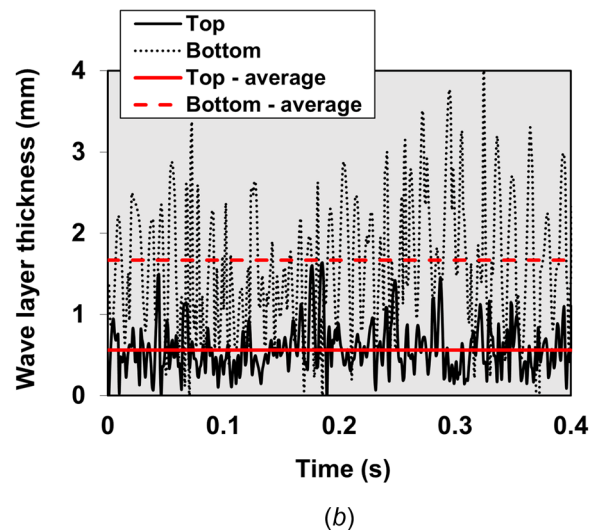 Top
Bottom
Top - average
Bottom - average
Wave layer thickness (mm)
4
3
2
1
0
0 0.1 0.2 0.3 0.4
Time (s)
(b)